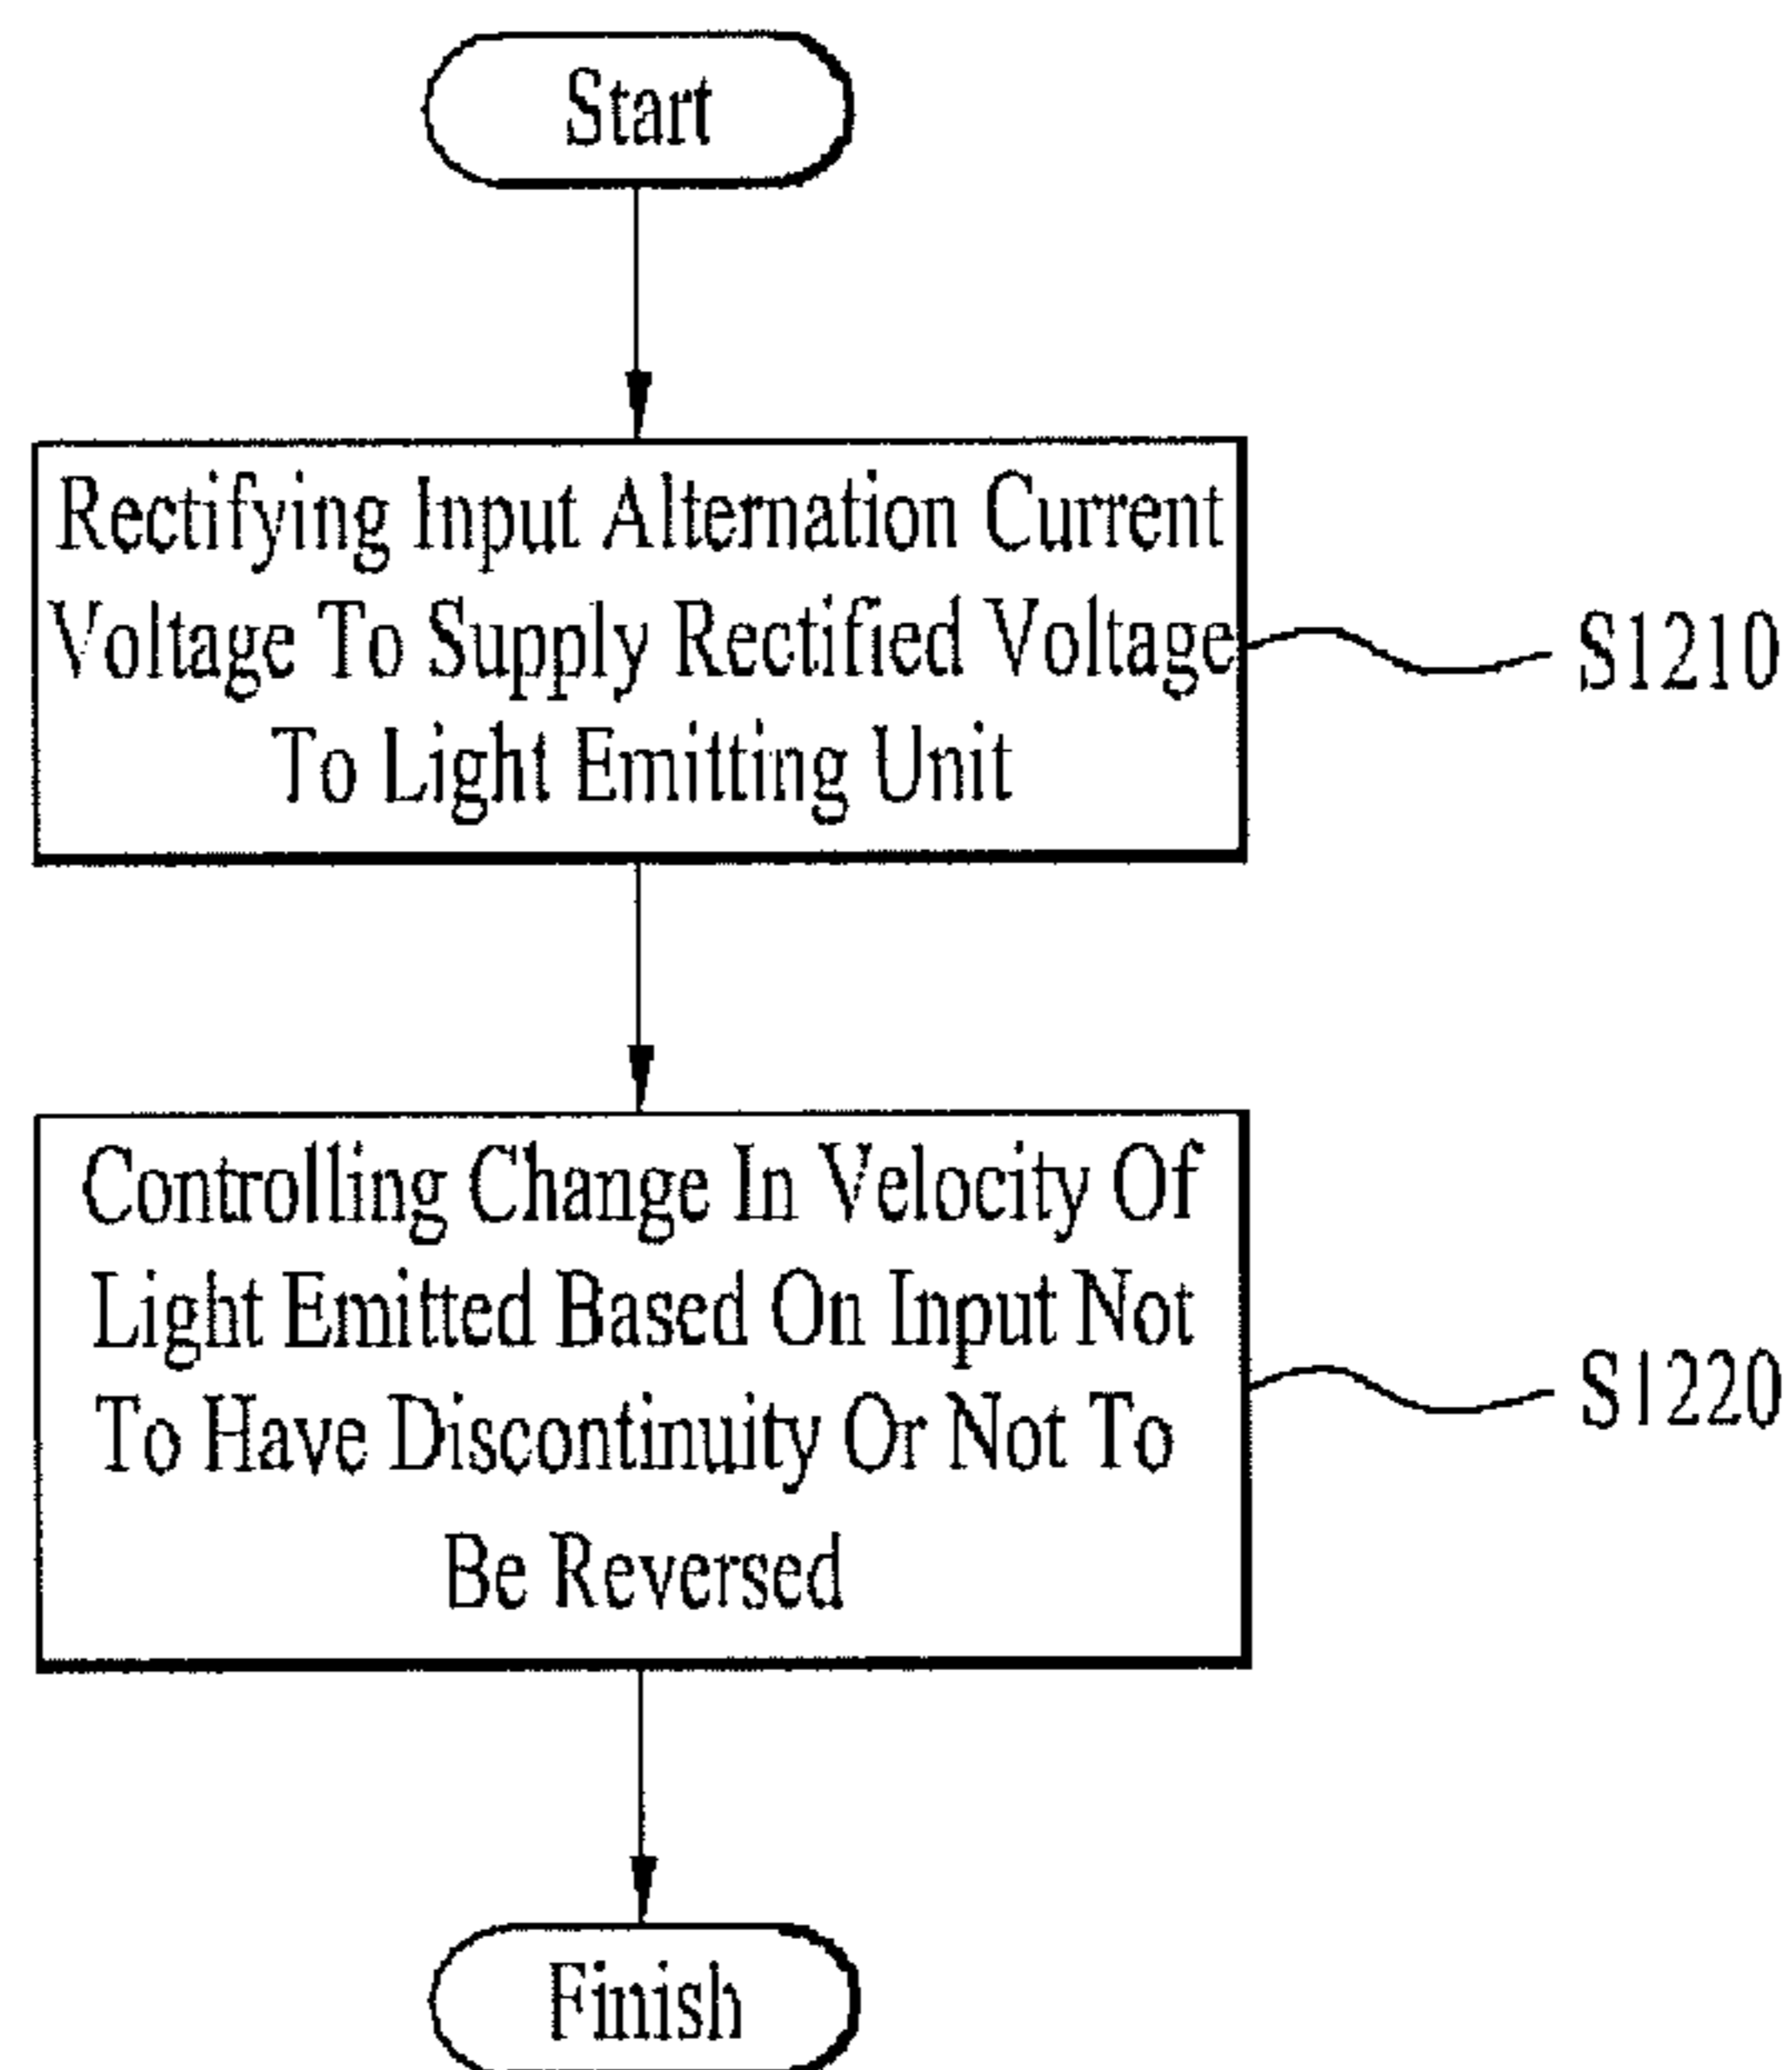 Start
Rectifying Input Alternation Current
Voltage To Supply Rectified Voltage
To Light Emitting Unit
S1210
Controlling Change In Velocity Of
Light Emitted Based On Input Not
To Have Discontinuity Or Not To
Be Reversed
S1220
Finish